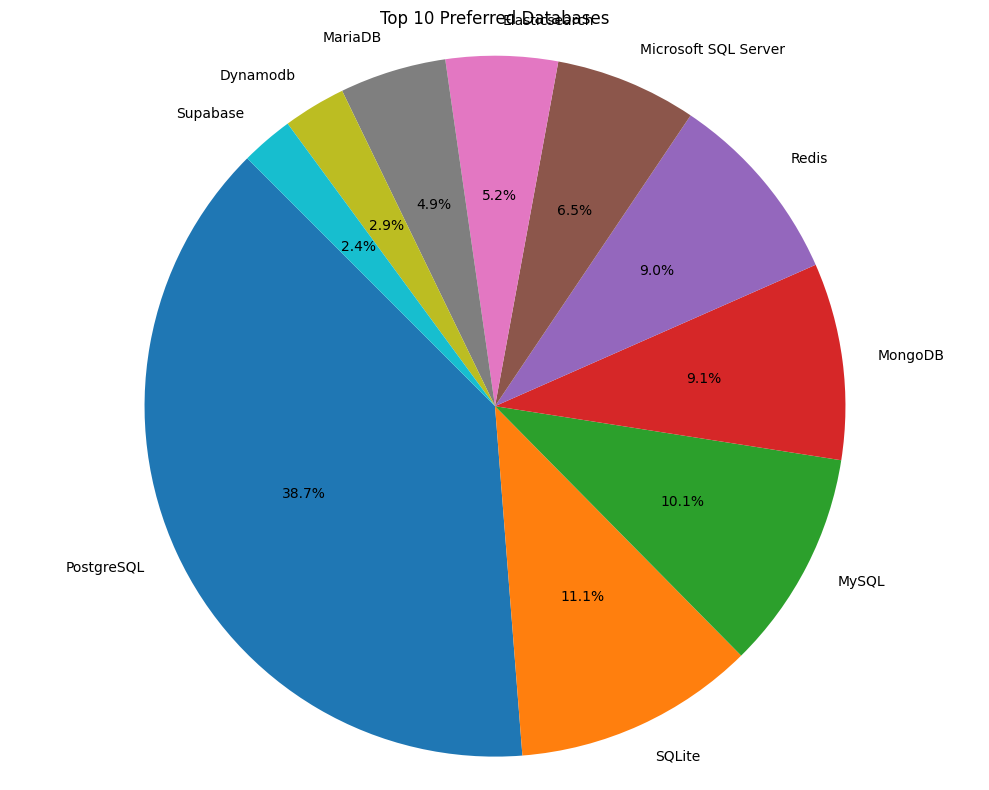 Top 10 Preferred Databases
Elasticsearch
MariaDB
Microsoft SQL Server
Dynamodb
Supabase
Redis
5.2%
4.9%
6.5%
2.9%
2.4%
9.0%
MongoDB
9.1%
38.7%
10.1%
PostgreSQL
MySQL
11.1%
SQLite